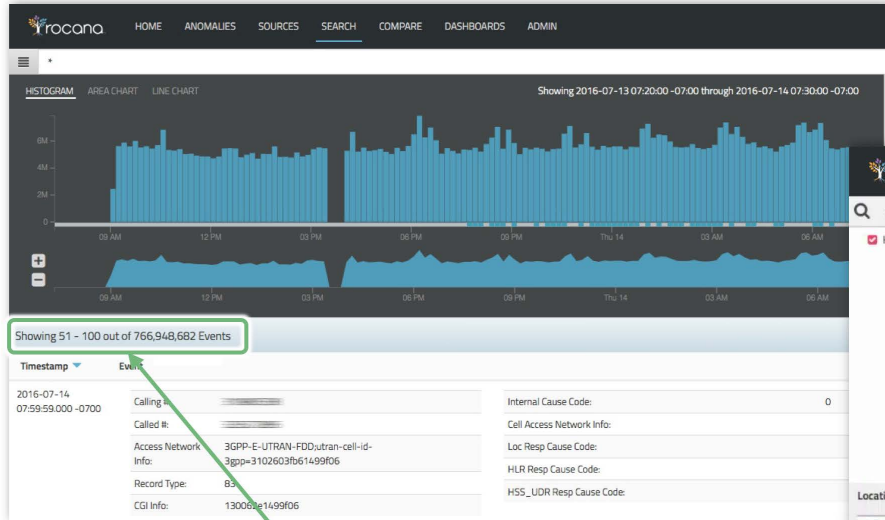 rocana HOME ANOMALIES SOURCES SEARCH COMPARE DASHBOARDS ADMIN
*
HISTOGRAM AREA CHART LINE CHART Showing 2016-07-13 07:20:00 -07:00 through 2016-07-14 07:30:00 -07:00
6M
4M
2M
0
09 AM 12 PM 03 PM 06 PM 09 PM Thu 14 03 AM 06 AM
09 AM 12 PM 03 PM 06 PM 09 PM Thu 14 03 AM 06 AM
Showing 51 - 100 out of 766,948,682 Events
Timestamp Event
2016-07-14
07:59:59.000 -0700
Calling #:
Called #:
Access Network
Info:
3GPP-E-UTRAN-FDD;utran-cell-id-
3gpp=3102603fb61499f06
Record Type: 83
CGI Info:
Internal Cause Code: 0
Cell Access Network Info:
Loc Resp Cause Code:
HLR Resp Cause Code:
HSS_UDR Resp Cause Code: